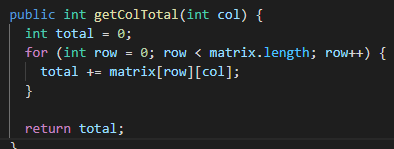 public int getColTotal(int col) {
  int total = 0;
  for (int row = 0; row < matrix.length; row++) {
    total += matrix[row][col];
  }

  return total;
}